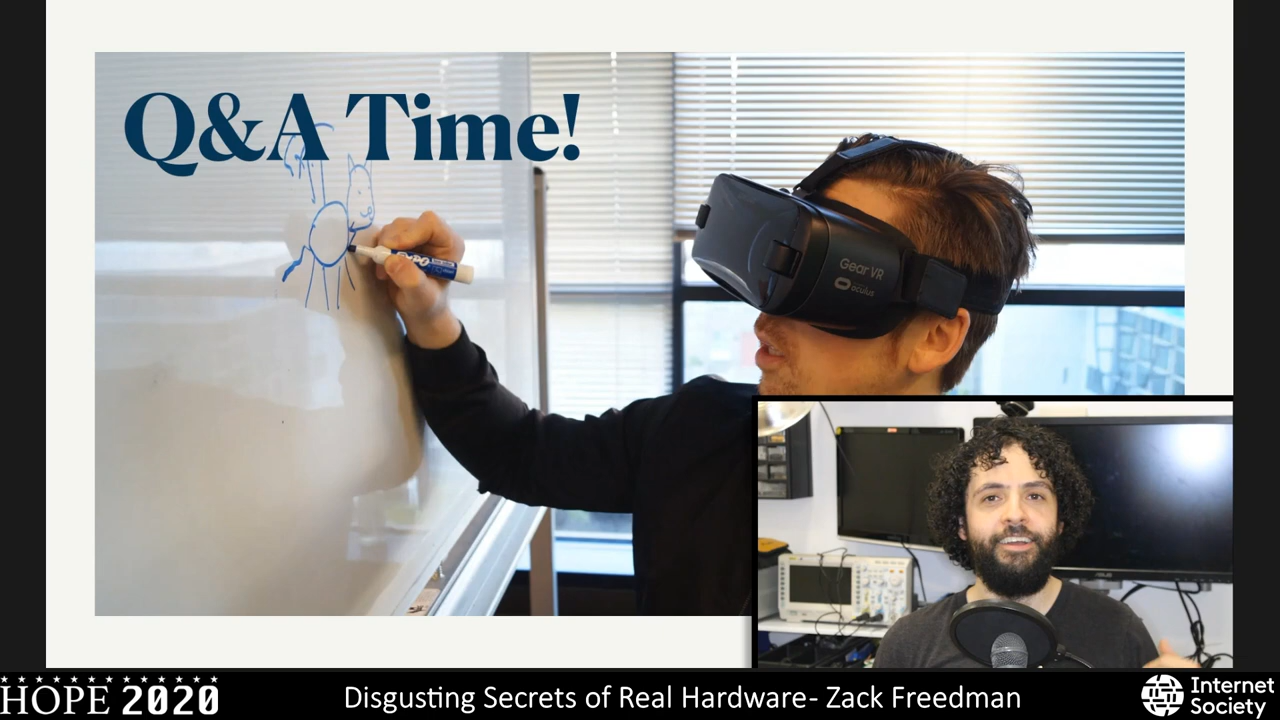 Q&A Time!
Gear VR
oculus
EXPO
HOPE 2020
Disgusting Secrets of Real Hardware- Zack Freedman
Internet
Society